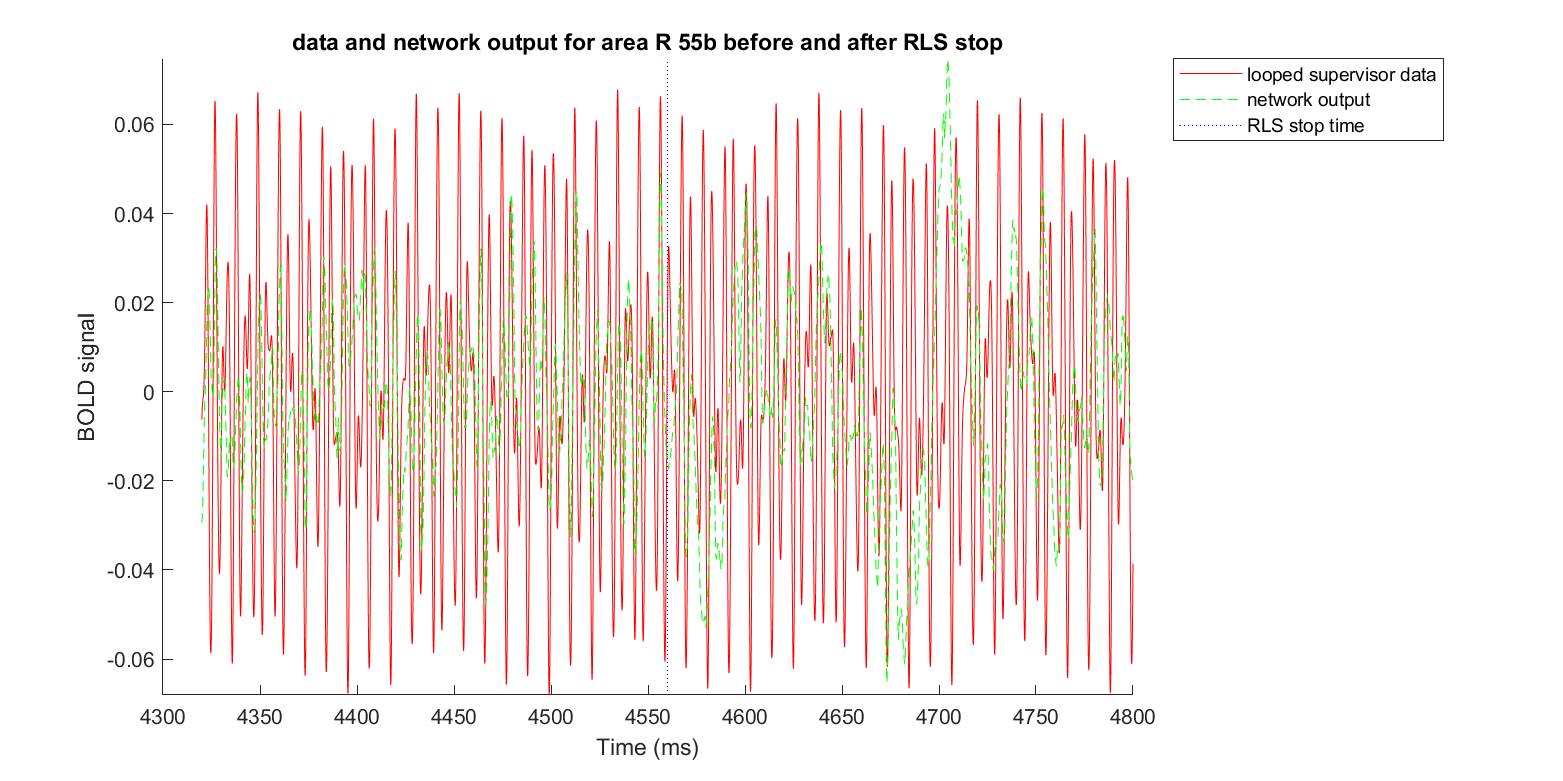 data and network output for area R 55b before and after RLS stop
looped supervisor data
network output
RLS stop time
0.06
0.04
0.02
0
-0.02
-0.04
-0.06
BOLD signal
4300 4350 4400 4450 4500 4550 4600 4650 4700 4750 4800
Time (ms)